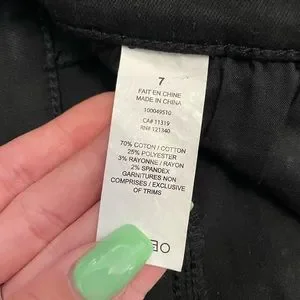 7
FAIT EN CHINE
MADE IN CHINA
100049510
CA# 11319
RN# 121340
70% COTON / COTTON
25% POLYESTER
3% RAYONNE / RAYON
2% SPANDEX
GARNITURES NON
COMPRISES / EXCLUSIVE
OF TRIMS